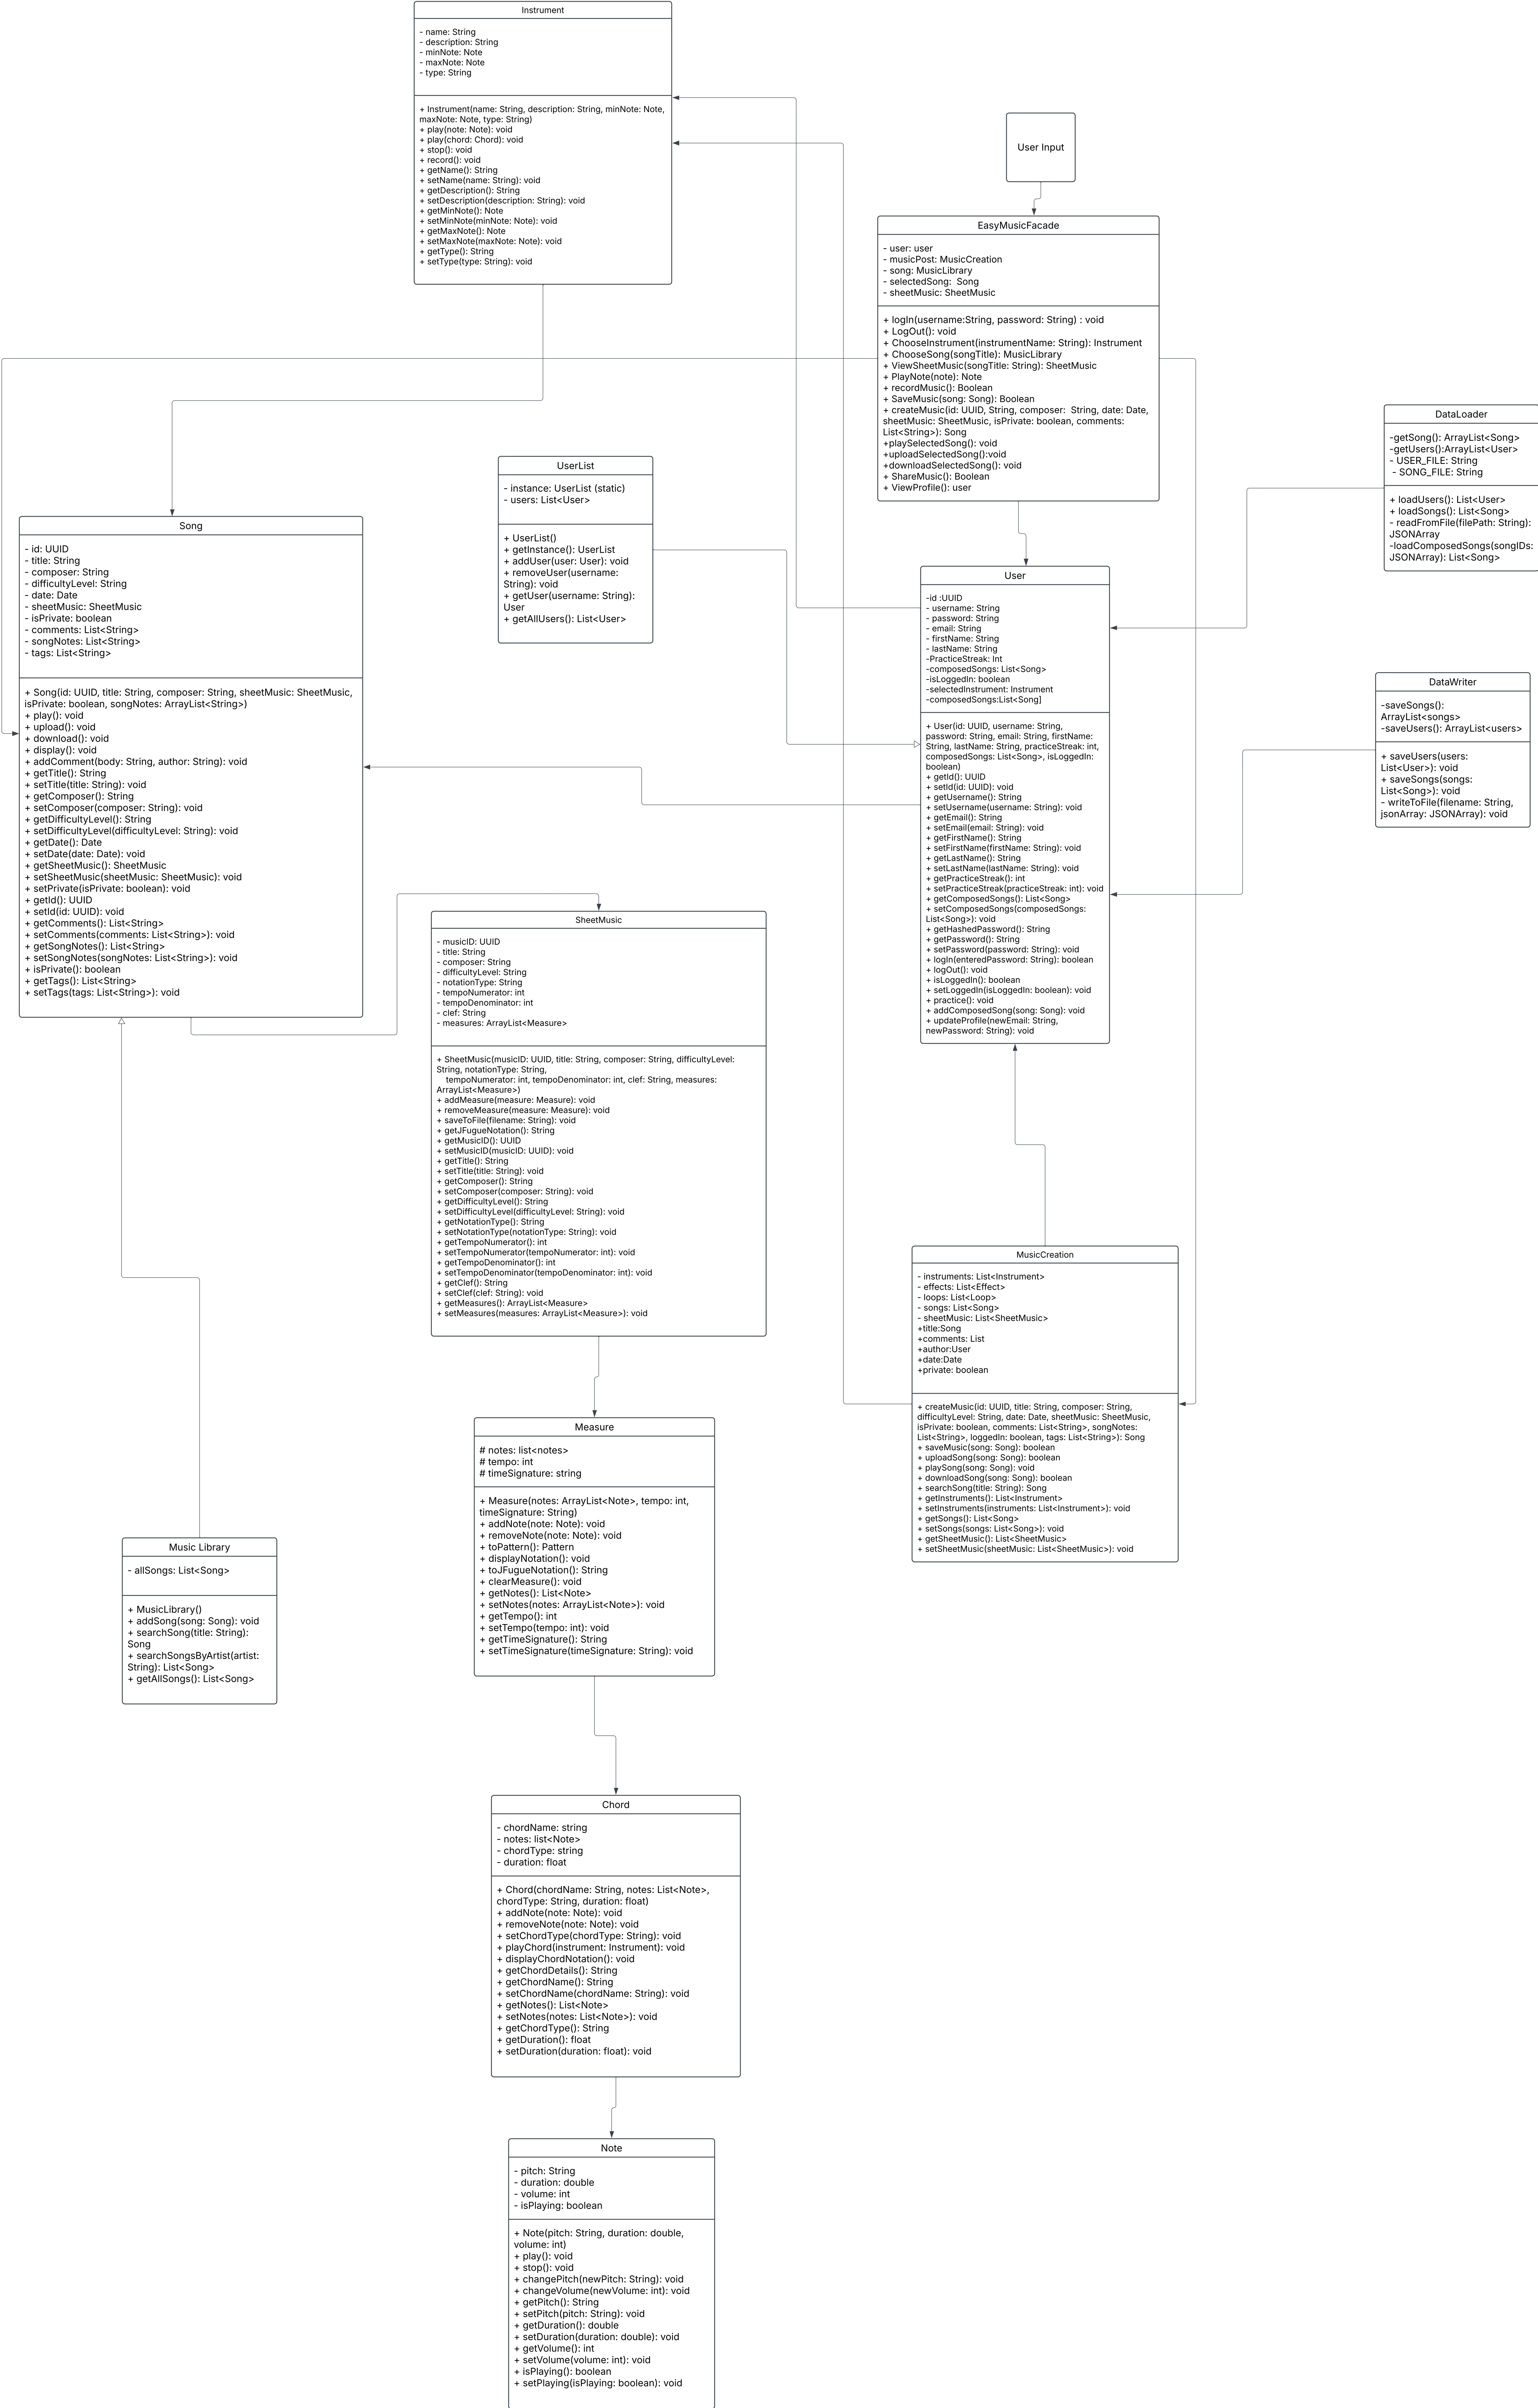 Instrument
- name: String
- description: String
- minNote: Note
- maxNote: Note
- type: String
+ Instrument(name: String, description: String, minNote: Note,
maxNote: Note, type: String)
+ play(note: Note): void
+ play(chord: Chord): void
+ stop(): void
+ record(): void
+ getName(): String
+ setName(name: String): void
+ getDescription(): String
+ setDescription(description: String): void
+ getMinNote(): Note
+ setMinNote(minNote: Note): void
+ getMaxNote(): Note
+ setMaxNote(maxNote: Note): void
+ getType(): String
+ setType(type: String): void
User Input
EasyMusicFacade
- user: user
- musicPost: MusicCreation
- song: MusicLibrary
- selectedSong:  Song
- sheetMusic: SheetMusic
+ logIn(username:String, password: String) : void
+ LogOut(): void
+ ChooseInstrument(instrumentName: String): Instrument
+ ChooseSong(songTitle): MusicLibrary
+ ViewSheetMusic(songTitle: String): SheetMusic
+ PlayNote(note): Note
+ recordMusic(): Boolean
+ SaveMusic(song: Song): Boolean
+ createMusic(id: UUID, String, composer:  String, date: Date,
sheetMusic: SheetMusic, isPrivate: boolean, comments:
List<String>): Song
+playSelectedSong(): void
+uploadSelectedSong():void
+downloadSelectedSong(): void
+ ShareMusic(): Boolean
+ ViewProfile(): user
DataLoader
-getSong(): ArrayList<Song>
-getUsers():ArrayList<User>
- USER_FILE: String
- SONG_FILE: String
+ loadUsers(): List<User>
+ loadSongs(): List<Song>
- readFromFile(filePath: String):
JSONArray
-loadComposedSongs(songIDs:
JSONArray): List<Song>
UserList
- instance: UserList (static)
- users: List<User>
+ UserList()
+ getInstance(): UserList
+ addUser(user: User): void
+ removeUser(username:
String): void
+ getUser(username: String):
User
+ getAllUsers(): List<User>
Song
- id: UUID
- title: String
- composer: String
- difficultyLevel: String
- date: Date
- sheetMusic: SheetMusic
- isPrivate: boolean
- comments: List<String>
- songNotes: List<String>
- tags: List<String>
+ Song(id: UUID, title: String, composer: String, sheetMusic: SheetMusic,
isPrivate: boolean, songNotes: ArrayList<String>)
+ play(): void
+ upload(): void
+ download(): void
+ display(): void
+ addComment(body: String, author: String): void
+ getTitle(): String
+ setTitle(title: String): void
+ getComposer(): String
+ setComposer(composer: String): void
+ getDifficultyLevel(): String
+ setDifficultyLevel(difficultyLevel: String): void
+ getDate(): Date
+ setDate(date: Date): void
+ getSheetMusic(): SheetMusic
+ setSheetMusic(sheetMusic: SheetMusic): void
+ setPrivate(isPrivate: boolean): void
+ getId(): UUID
+ setId(id: UUID): void
+ getComments(): List<String>
+ setComments(comments: List<String>): void
+ getSongNotes(): List<String>
+ setSongNotes(songNotes: List<String>): void
+ isPrivate(): boolean
+ getTags(): List<String>
+ setTags(tags: List<String>): void
User
-id :UUID
- username: String
- password: String
- email: String
- firstName: String
- lastName: String
-PracticeStreak: Int
-composedSongs: List<Song>
-isLoggedIn: boolean
-selectedInstrument: Instrument
-composedSongs:List<Song]
+ User(id: UUID, username: String,
password: String, email: String, firstName:
String, lastName: String, practiceStreak: int,
composedSongs: List<Song>, isLoggedIn:
boolean)
+ getId(): UUID
+ setId(id: UUID): void
+ getUsername(): String
+ setUsername(username: String): void
+ getEmail(): String
+ setEmail(email: String): void
+ getFirstName(): String
+ setFirstName(firstName: String): void
+ getLastName(): String
+ setLastName(lastName: String): void
+ getPracticeStreak(): int
+ setPracticeStreak(practiceStreak: int): void
+ getComposedSongs(): List<Song>
+ setComposedSongs(composedSongs:
List<Song>): void
+ getHashedPassword(): String
+ getPassword(): String
+ setPassword(password: String): void
+ logIn(enteredPassword: String): boolean
+ logOut(): void
+ isLoggedIn(): boolean
+ setLoggedIn(isLoggedIn: boolean): void
+ practice(): void
+ addComposedSong(song: Song): void
+ updateProfile(newEmail: String,
newPassword: String): void
DataWriter
-saveSongs():
ArrayList<songs>
-saveUsers(): ArrayList<users>
+ saveUsers(users:
List<User>): void
+ saveSongs(songs:
List<Song>): void
- writeToFile(filename: String,
jsonArray: JSONArray): void
SheetMusic
- musicID: UUID
- title: String
- composer: String
- difficultyLevel: String
- notationType: String
- tempoNumerator: int
- tempoDenominator: int
- clef: String
- measures: ArrayList<Measure>
+ SheetMusic(musicID: UUID, title: String, composer: String, difficultyLevel:
String, notationType: String,
tempoNumerator: int, tempoDenominator: int, clef: String, measures:
ArrayList<Measure>)
+ addMeasure(measure: Measure): void
+ removeMeasure(measure: Measure): void
+ saveToFile(filename: String): void
+ getJFugueNotation(): String
+ getMusicID(): UUID
+ setMusicID(musicID: UUID): void
+ getTitle(): String
+ setTitle(title: String): void
+ getComposer(): String
+ setComposer(composer: String): void
+ getDifficultyLevel(): String
+ setDifficultyLevel(difficultyLevel: String): void
+ getNotationType(): String
+ setNotationType(notationType: String): void
+ getTempoNumerator(): int
+ setTempoNumerator(tempoNumerator: int): void
+ getTempoDenominator(): int
+ setTempoDenominator(tempoDenominator: int): void
+ getClef(): String
+ setClef(clef: String): void
+ getMeasures(): ArrayList<Measure>
+ setMeasures(measures: ArrayList<Measure>): void
MusicCreation
- instruments: List<Instrument>
- effects: List<Effect>
- loops: List<Loop>
- songs: List<Song>
- sheetMusic: List<SheetMusic>
+title:Song
+comments: List
+author:User
+date:Date
+private: boolean
+ createMusic(id: UUID, title: String, composer: String,
difficultyLevel: String, date: Date, sheetMusic: SheetMusic,
isPrivate: boolean, comments: List<String>, songNotes:
List<String>, loggedIn: boolean, tags: List<String>): Song
+ saveMusic(song: Song): boolean
+ uploadSong(song: Song): boolean
+ playSong(song: Song): void
+ downloadSong(song: Song): boolean
+ searchSong(title: String): Song
+ getInstruments(): List<Instrument>
+ setInstruments(instruments: List<Instrument>): void
+ getSongs(): List<Song>
+ setSongs(songs: List<Song>): void
+ getSheetMusic(): List<SheetMusic>
+ setSheetMusic(sheetMusic: List<SheetMusic>): void
Measure
# notes: list<notes>
# tempo: int
# timeSignature: string
+ Measure(notes: ArrayList<Note>, tempo: int,
timeSignature: String)
+ addNote(note: Note): void
+ removeNote(note: Note): void
+ toPattern(): Pattern
+ displayNotation(): void
+ toJFugueNotation(): String
+ clearMeasure(): void
+ getNotes(): List<Note>
+ setNotes(notes: ArrayList<Note>): void
+ getTempo(): int
+ setTempo(tempo: int): void
+ getTimeSignature(): String
+ setTimeSignature(timeSignature: String): void
Music Library
- allSongs: List<Song>
+ MusicLibrary()
+ addSong(song: Song): void
+ searchSong(title: String):
Song
+ searchSongsByArtist(artist:
String): List<Song>
+ getAllSongs(): List<Song>
Chord
- chordName: string
- notes: list<Note>
- chordType: string
- duration: float
+ Chord(chordName: String, notes: List<Note>,
chordType: String, duration: float)
+ addNote(note: Note): void
+ removeNote(note: Note): void
+ setChordType(chordType: String): void
+ playChord(instrument: Instrument): void
+ displayChordNotation(): void
+ getChordDetails(): String
+ getChordName(): String
+ setChordName(chordName: String): void
+ getNotes(): List<Note>
+ setNotes(notes: List<Note>): void
+ getChordType(): String
+ getDuration(): float
+ setDuration(duration: float): void
Note
- pitch: String
- duration: double
- volume: int
- isPlaying: boolean
+ Note(pitch: String, duration: double,
volume: int)
+ play(): void
+ stop(): void
+ changePitch(newPitch: String): void
+ changeVolume(newVolume: int): void
+ getPitch(): String
+ setPitch(pitch: String): void
+ getDuration(): double
+ setDuration(duration: double): void
+ getVolume(): int
+ setVolume(volume: int): void
+ isPlaying(): boolean
+ setPlaying(isPlaying: boolean): void